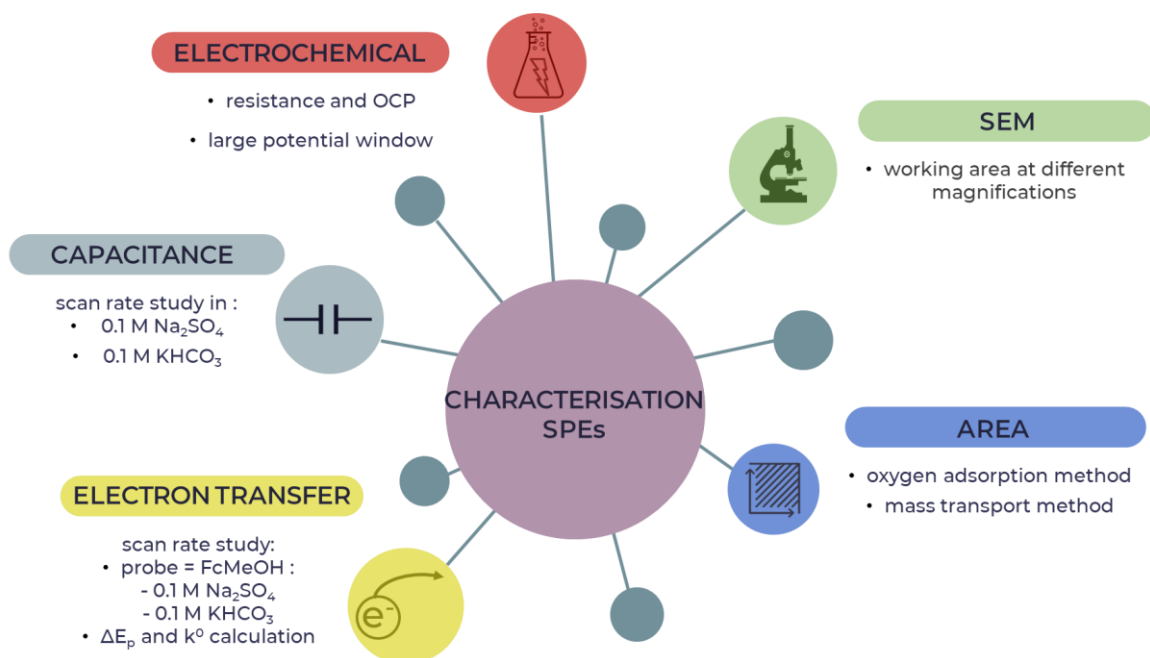 ELECTROCHEMICAL
• resistance and OCP
• large potential window
SEM
• working area at different
magnifications
CAPACITANCE
scan rate study in :
• 0.1 M Na₂SO₄
• 0.1 M KHCO₃
CHARACTERISATION
SPEs
AREA
• oxygen adsorption method
• mass transport method
ELECTRON TRANSFER
scan rate study:
• probe = FcMeOH :
- 0.1 M Na₂SO₄
- 0.1 M KHCO₃
• ΔEₚ and k⁰ calculation
e⁻